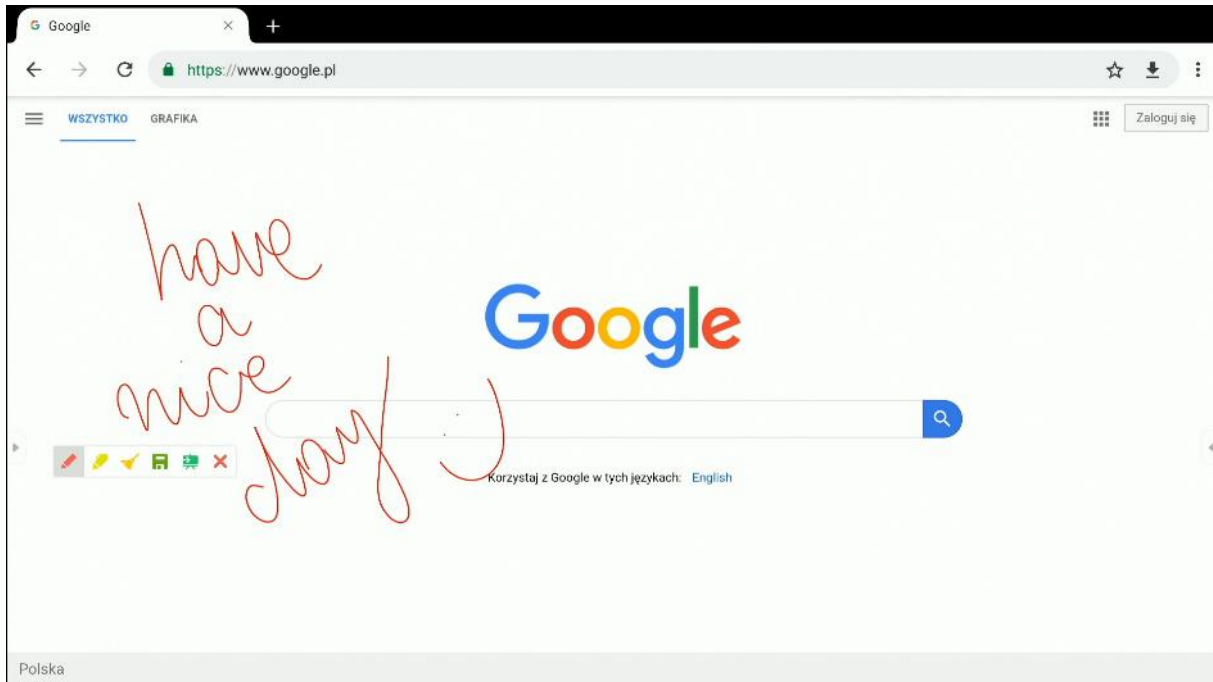 Google
https://www.google.pl
WSZYSTKO GRAFIKA
Zaloguj się
have
a
nice
day :)
Google
Korzystaj z Google w tych językach: English
Polska